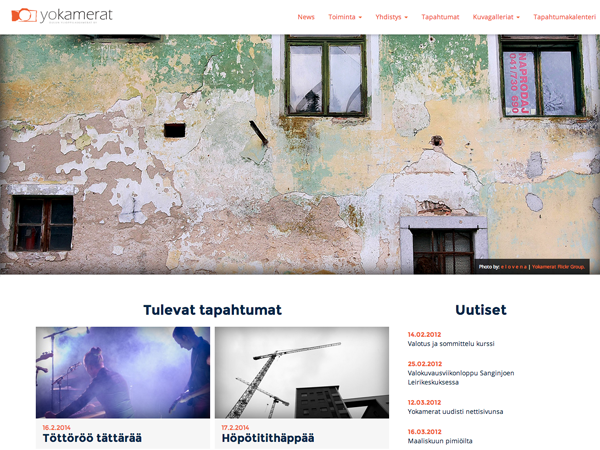 yokamerat
News
Toiminta
Yhdistys
Tapahtumat
Kuvagalleriat
Tapahtumakalenteri
NAPRODAJ
041/730 690
Photo by: e l o v e n a | Yokamerat Flickr Group.
Tulevat tapahtumat
16.2.2014
Töttöröö tättärää
17.2.2014
Höpötitithäppää
Uutiset
14.02.2012
Valotus ja sommittelu kurssi
25.02.2012
Valokuvausviikonloppu Sanginjoen
Leirikeskuksessa
12.03.2012
Yokamerat uudisti nettisivunsa
16.03.2012
Maaliskuun pimiöilta